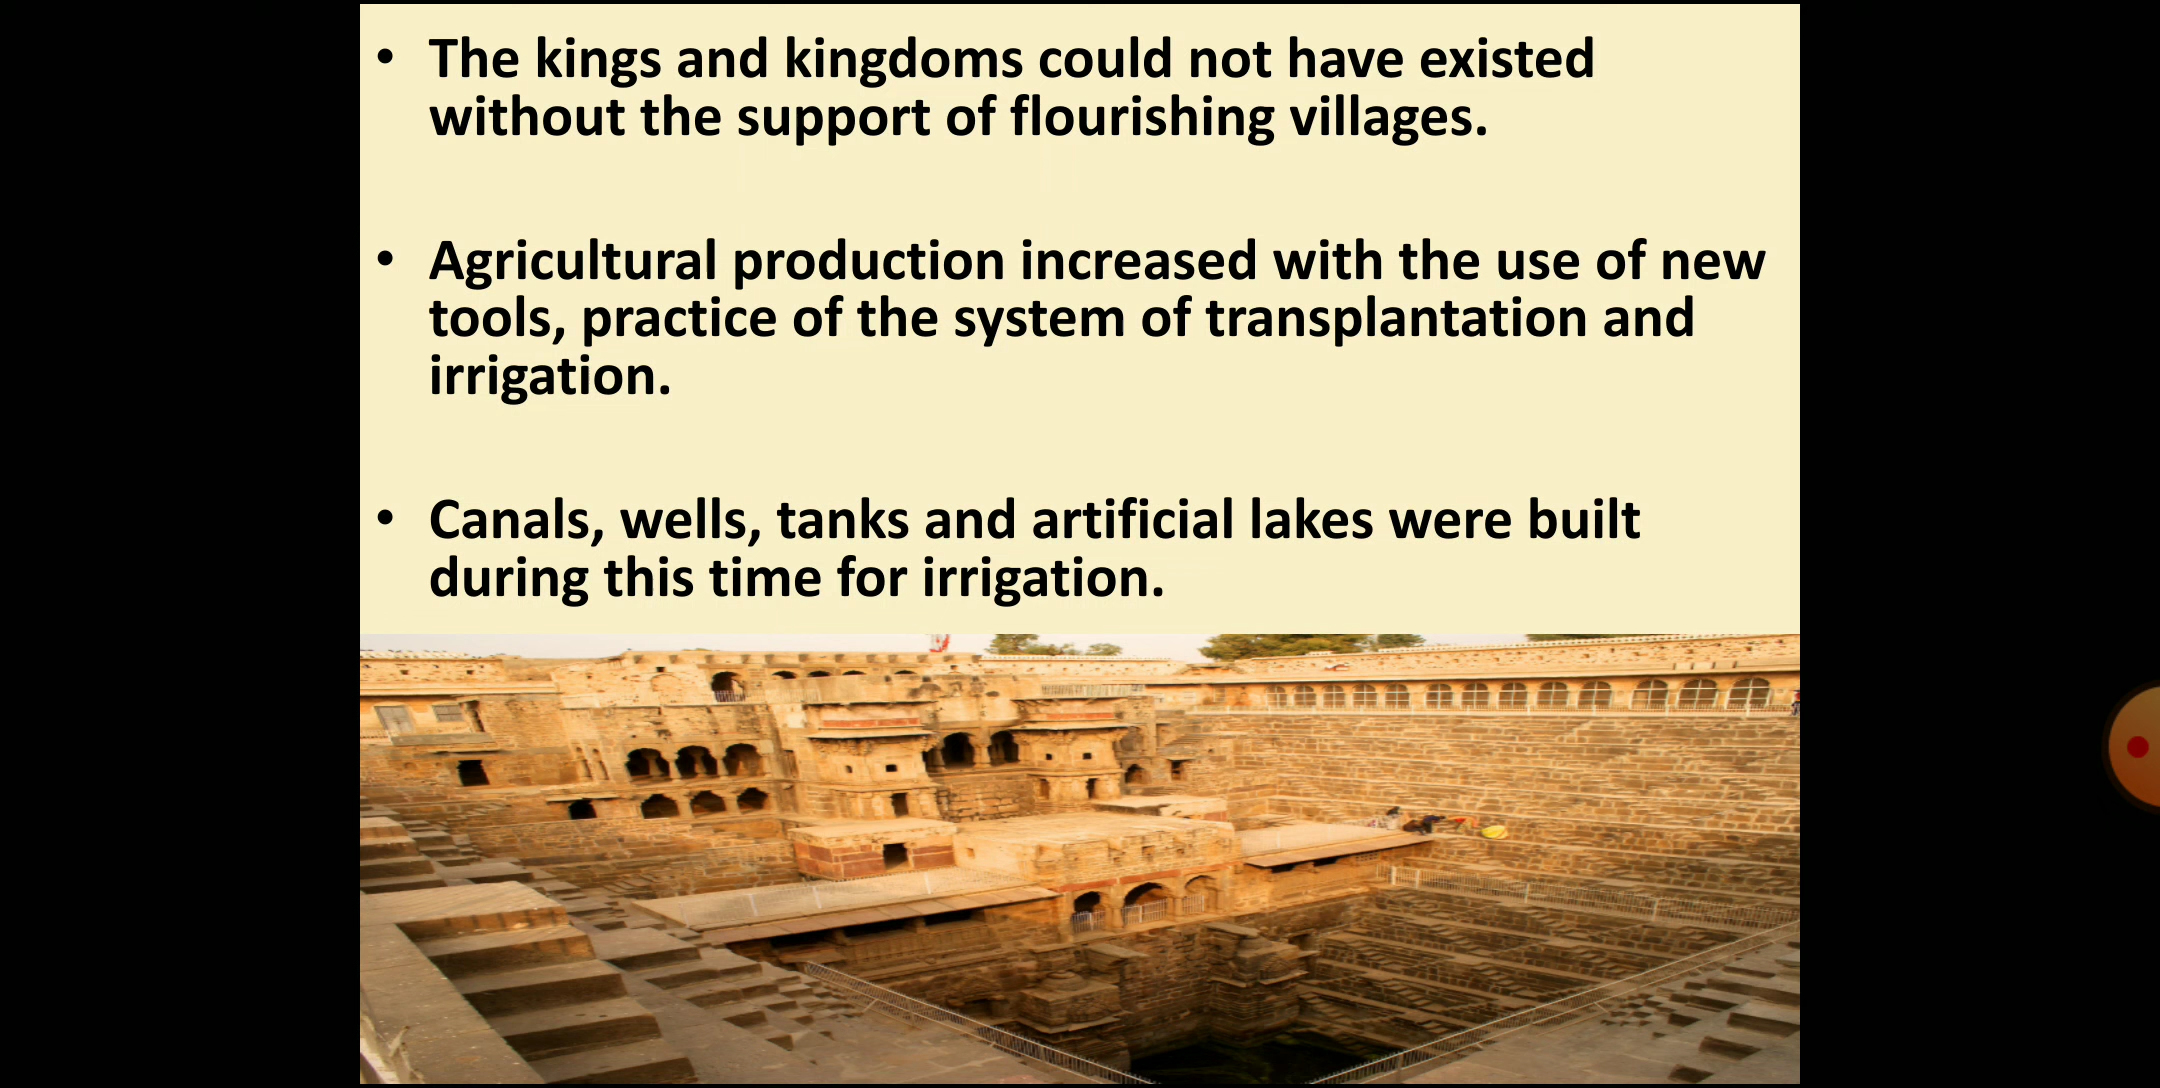 • The kings and kingdoms could not have existed
without the support of flourishing villages.
• Agricultural production increased with the use of new
tools, practice of the system of transplantation and
irrigation.
• Canals, wells, tanks and artificial lakes were built
during this time for irrigation.